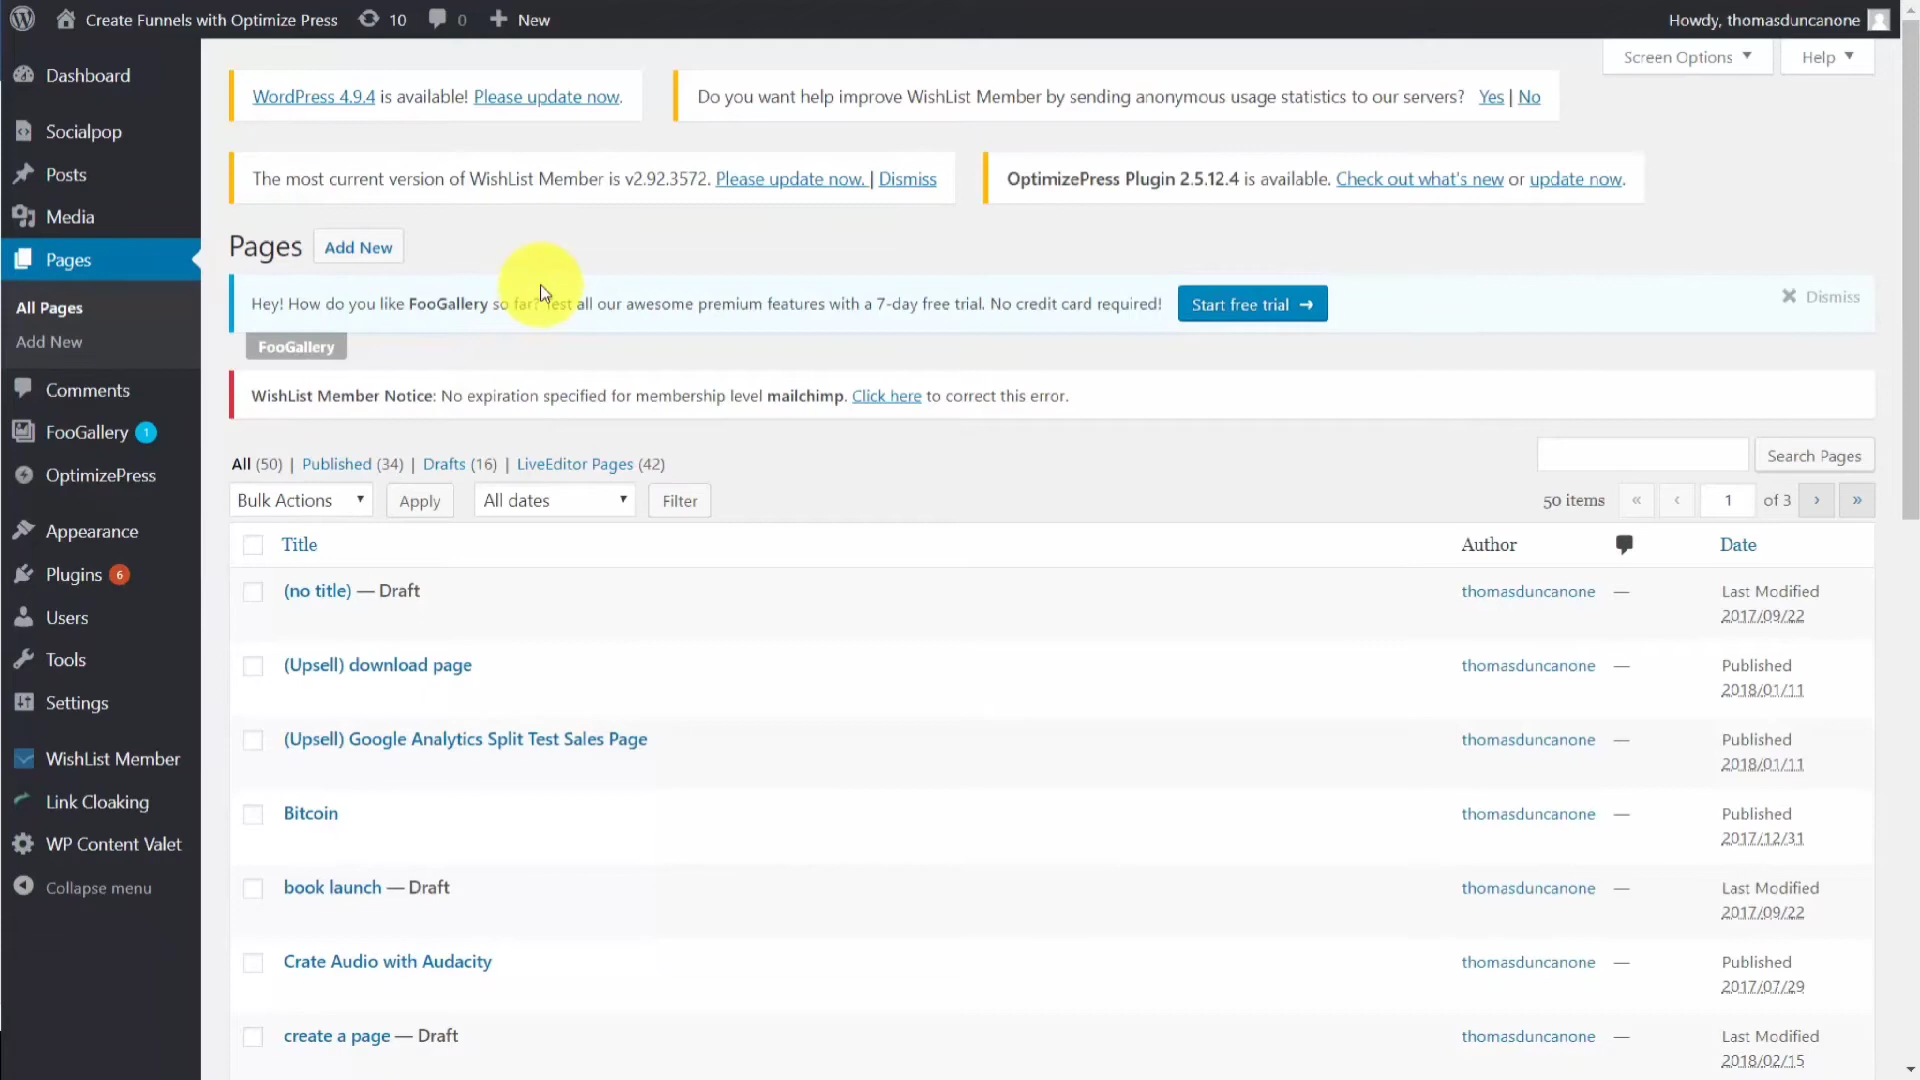 Create Funnels with Optimize Press 10 0 New Howdy, thomasduncanone
Screen Options Help
Dashboard
Socialpop
Posts
Media
Pages
All Pages
Add New
Comments
FooGallery 1
OptimizePress
Appearance
Plugins 6
Users
Tools
Settings
WishList Member
Link Cloaking
WP Content Valet
Collapse menu
WordPress 4.9.4 is available! Please update now.
Do you want help improve WishList Member by sending anonymous usage statistics to our servers? Yes | No
The most current version of WishList Member is v2.92.3572. Please update now. | Dismiss
OptimizePress Plugin 2.5.12.4 is available. Check out what's new or update now.
Pages Add New
Hey! How do you like FooGallery so far? Test all our awesome premium features with a 7-day free trial. No credit card required! Start free trial → Dismiss
FooGallery
WishList Member Notice: No expiration specified for membership level mailchimp. Click here to correct this error.
All (50) | Published (34) | Drafts (16) | LiveEditor Pages (42)
Search Pages
Bulk Actions Apply All dates Filter 50 items « ‹ 1 of 3 › »
Title Author Date
(no title) — Draft thomasduncanone — Last Modified
2017/09/22
(Upsell) download page thomasduncanone — Published
2018/01/11
(Upsell) Google Analytics Split Test Sales Page thomasduncanone — Published
2018/01/11
Bitcoin thomasduncanone — Published
2017/12/31
book launch — Draft thomasduncanone — Last Modified
2017/09/22
Crate Audio with Audacity thomasduncanone — Published
2017/07/29
create a page — Draft thomasduncanone — Last Modified
2018/02/15